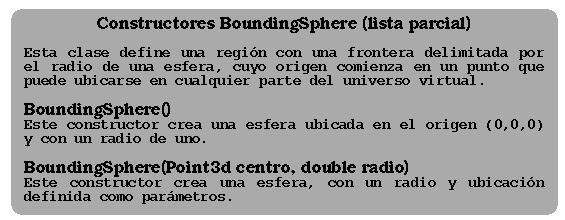 Constructores BoundingSphere (lista parcial)
Esta clase define una región con una frontera delimitada por
el radio de una esfera, cuyo origen comienza en un punto que
puede ubicarse en cualquier parte del universo virtual.
BoundingSphere()
Este constructor crea una esfera ubicada en el origen (0,0,0)
y con un radio de uno.
BoundingSphere(Point3d centro, double radio)
Este constructor crea una esfera, con un radio y ubicación
definida como parámetros.